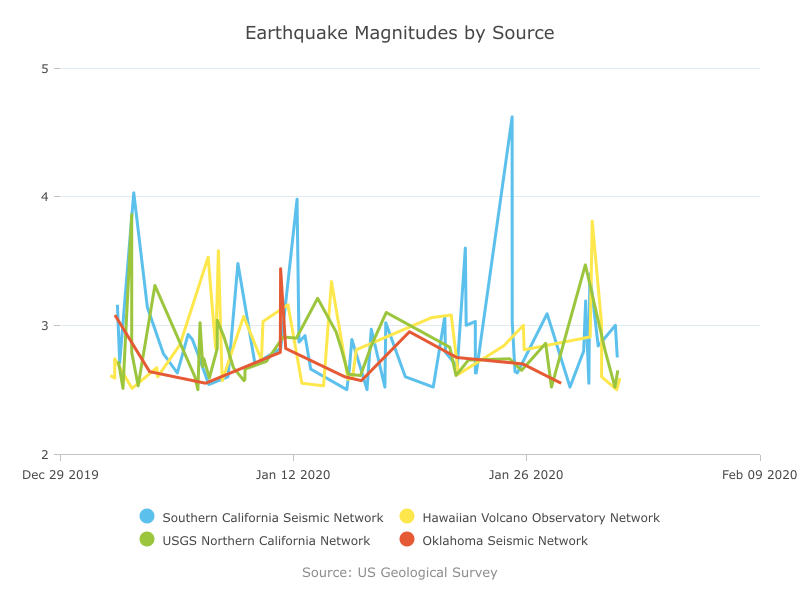 Earthquake Magnitudes by Source
5
4
3
2
Dec 29 2019 Jan 12 2020 Jan 26 2020 Feb 09 2020
Southern California Seismic Network Hawaiian Volcano Observatory Network
USGS Northern California Network Oklahoma Seismic Network
Source: US Geological Survey